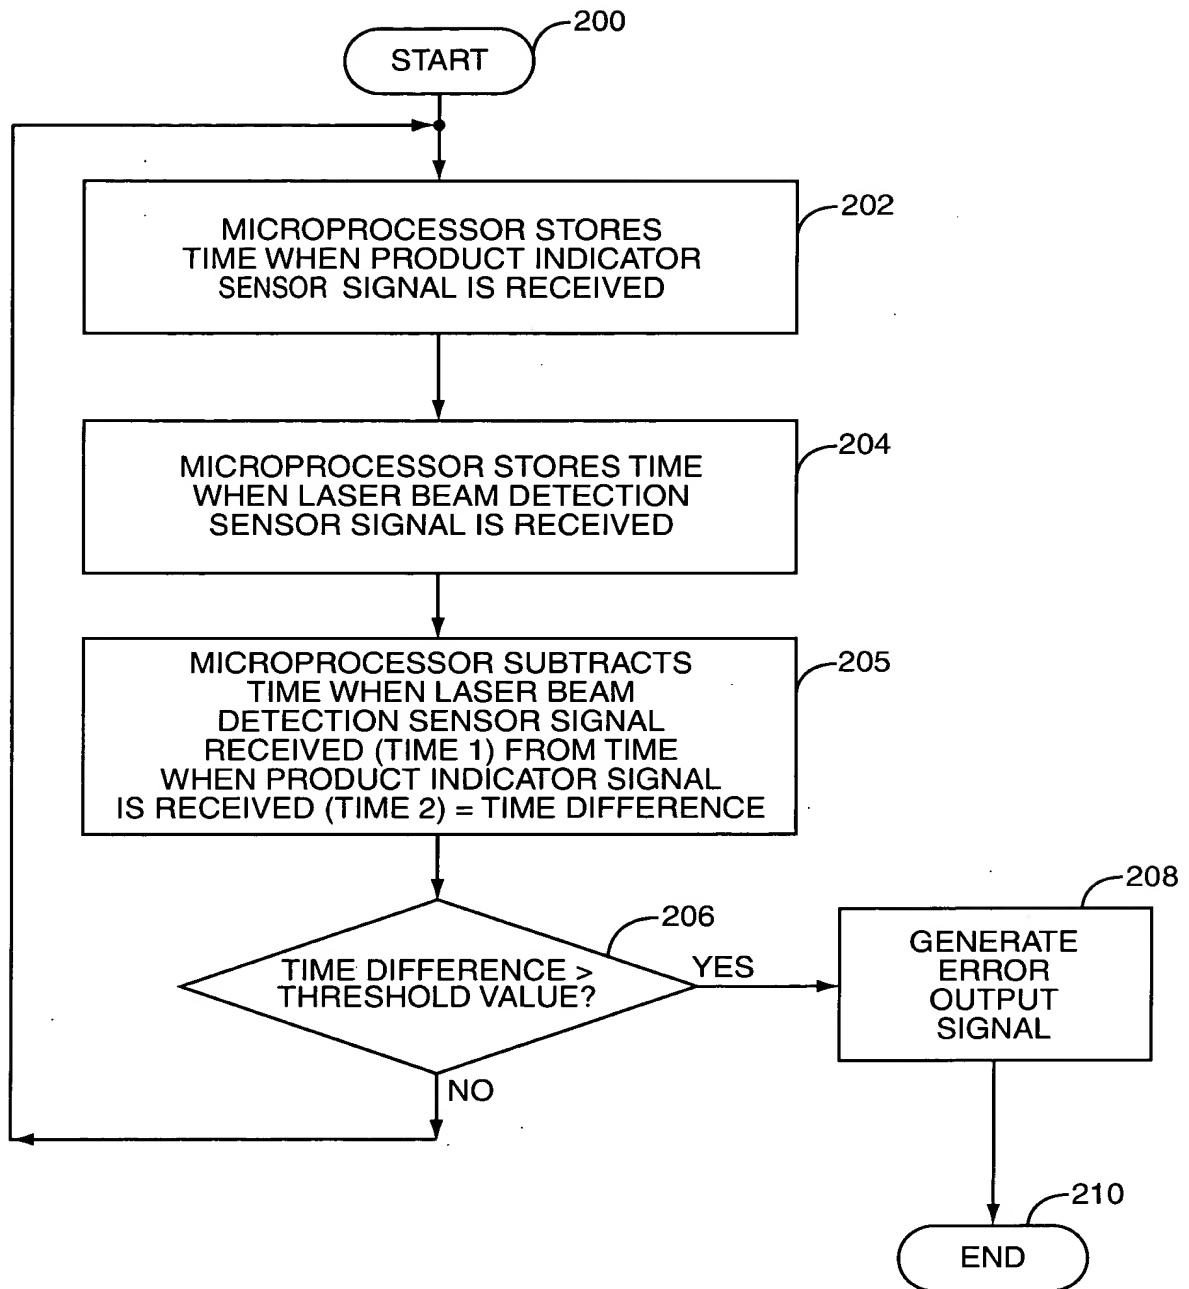 200
START
202
MICROPROCESSOR STORES
TIME WHEN PRODUCT INDICATOR
SENSOR SIGNAL IS RECEIVED
204
MICROPROCESSOR STORES TIME
WHEN LASER BEAM DETECTION
SENSOR SIGNAL IS RECEIVED
205
MICROPROCESSOR SUBTRACTS
TIME WHEN LASER BEAM
DETECTION SENSOR SIGNAL
RECEIVED (TIME 1) FROM TIME
WHEN PRODUCT INDICATOR SIGNAL
IS RECEIVED (TIME 2) = TIME DIFFERENCE
206
TIME DIFFERENCE >
THRESHOLD VALUE?
YES
NO
208
GENERATE
ERROR
OUTPUT
SIGNAL
210
END